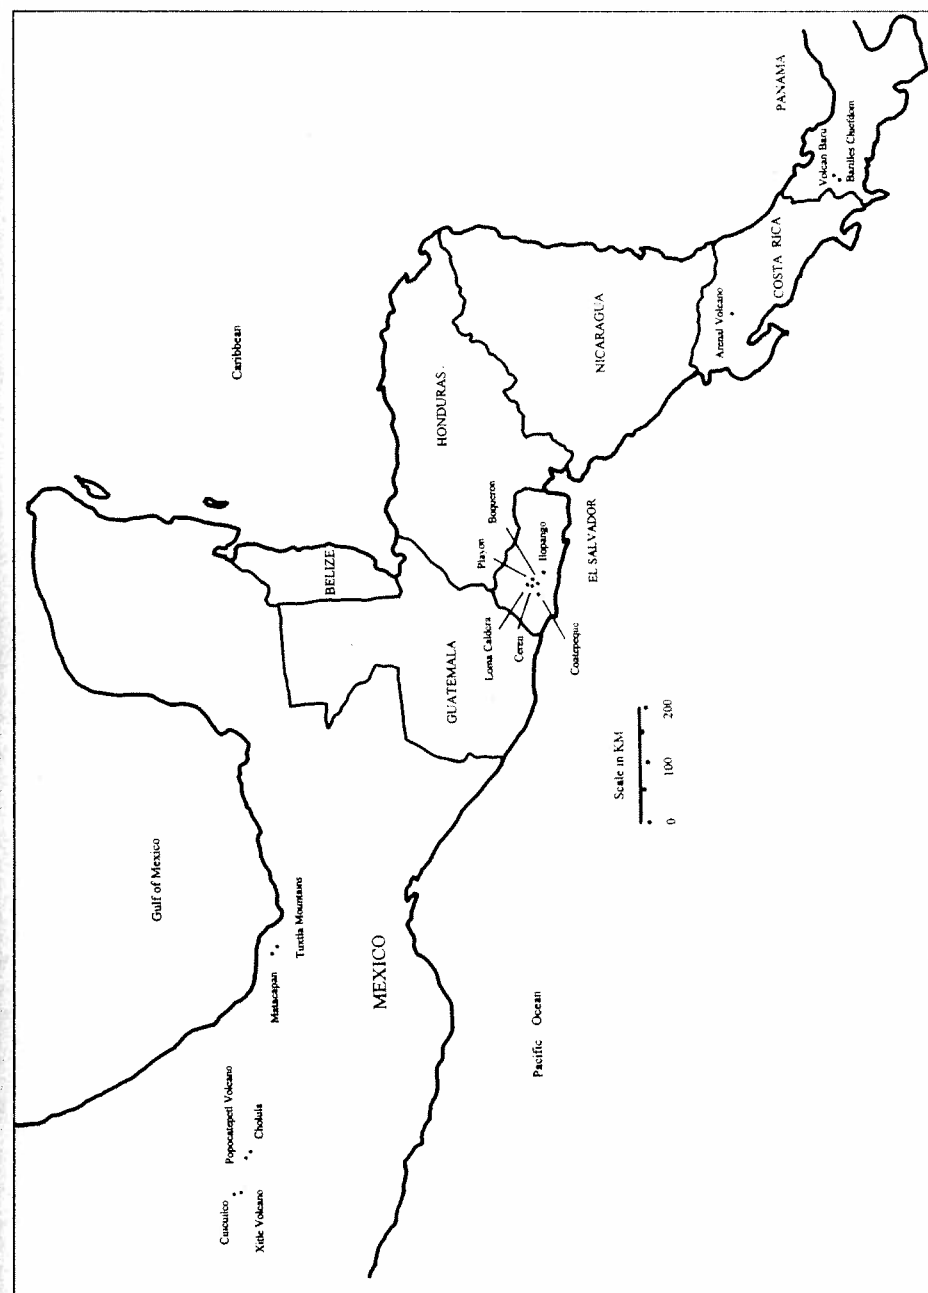 Gulf of Mexico
Cuicuilco
Popocatepetl Volcano
Caribbean
Xitle Volcano
Cholula
Matacapan
Tuxtla Mountains
BELIZE
MEXICO
HONDURAS
GUATEMALA
Playon
Loma Caldera
Boqueron
Ceren
Pacific Ocean
Ilopango
Coatepeque
EL SALVADOR
NICARAGUA
Scale in KM
0 100 200
Arenal Volcano
COSTA RICA
PANAMA
Volcan Baru
Barilles Chiefdom